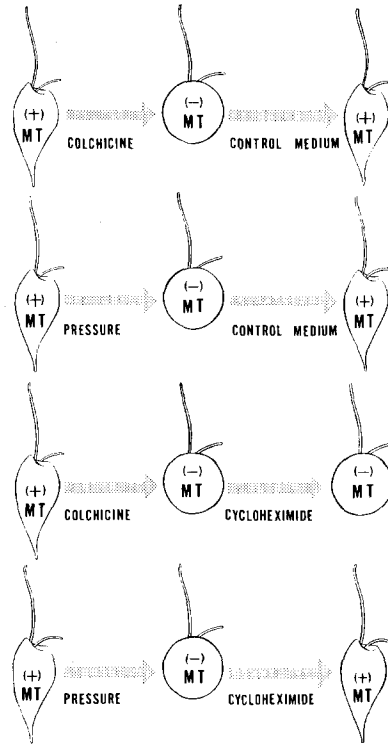 (+) (−) (+)
MT MT MT
COLCHICINE CONTROL MEDIUM
(+) (−) (+)
MT MT MT
PRESSURE CONTROL MEDIUM
(+) (−) (−)
MT MT MT
COLCHICINE CYCLOHEXIMIDE
(+) (−) (+)
MT MT MT
PRESSURE CYCLOHEXIMIDE